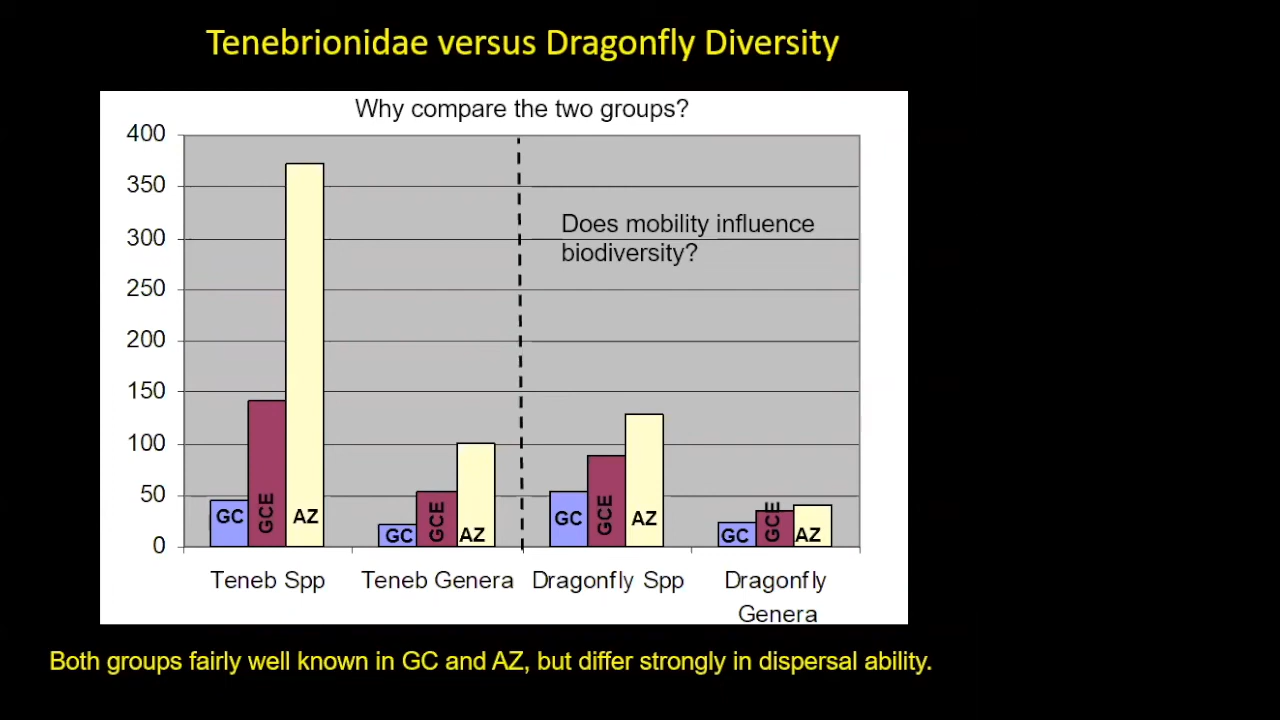 Tenebrionidae versus Dragonfly Diversity
Why compare the two groups?
400
350
300
250
200
150
100
50
0
Does mobility influence
biodiversity?
GC
GCE
AZ
GC
GCE
AZ
GC
GCE
AZ
GC
GCE
AZ
Teneb Spp
Teneb Genera
Dragonfly Spp
Dragonfly
Genera
Both groups fairly well known in GC and AZ, but differ strongly in dispersal ability.